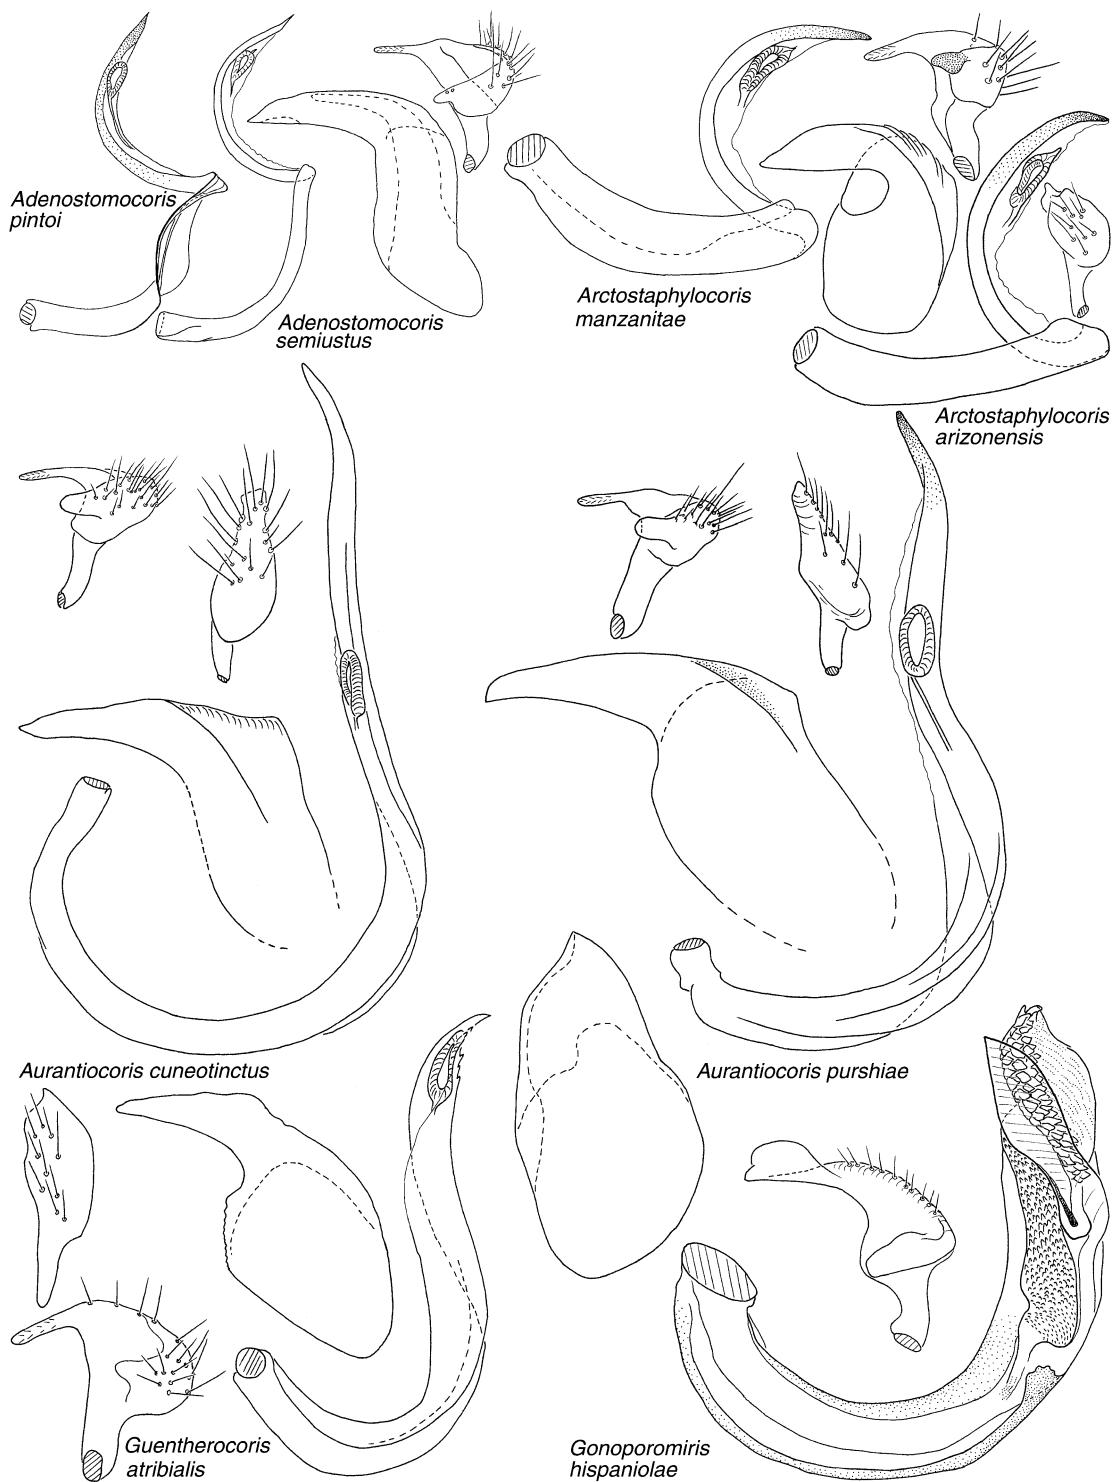 Adenostomocoris
pintoi
Adenostomocoris
semiustus
Arctostaphylocoris
manzanitae
Arctostaphylocoris
arizonensis
Aurantiocoris cuneotinctus
Aurantiocoris purshiae
Guentherocoris
atribialis
Gonoporomiris
hispaniolae